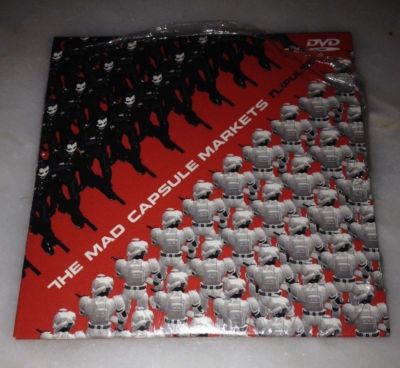 DVD
THE MAD CAPSULE MARKETS